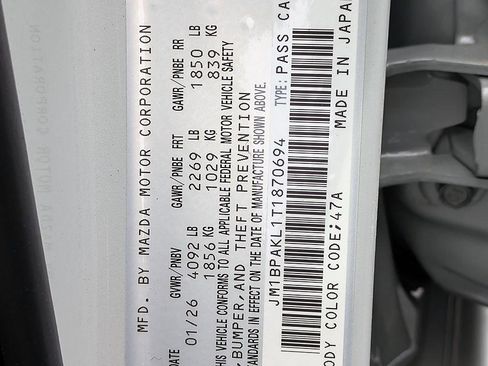 MFD. BY MAZDA MOTOR CORPORATION
DATE GVWR/PNBV GAWR/PNBE FRT GAWR/PNBE RR
01/26 4092 LB 2269 LB 1850 LB
1856 KG 1029 KG 839 KG
THIS VEHICLE CONFORMS TO ALL APPLICABLE FEDERAL MOTOR VEHICLE SAFETY
BUMPER, AND THEFT PREVENTION
STANDARDS IN EFFECT ON THE DATE OF MANUFACTURE SHOWN ABOVE.
JM1BPAKL1T1870694 TYPE: PASS CA
ODY COLOR CODE;47A MADE IN JAPAN